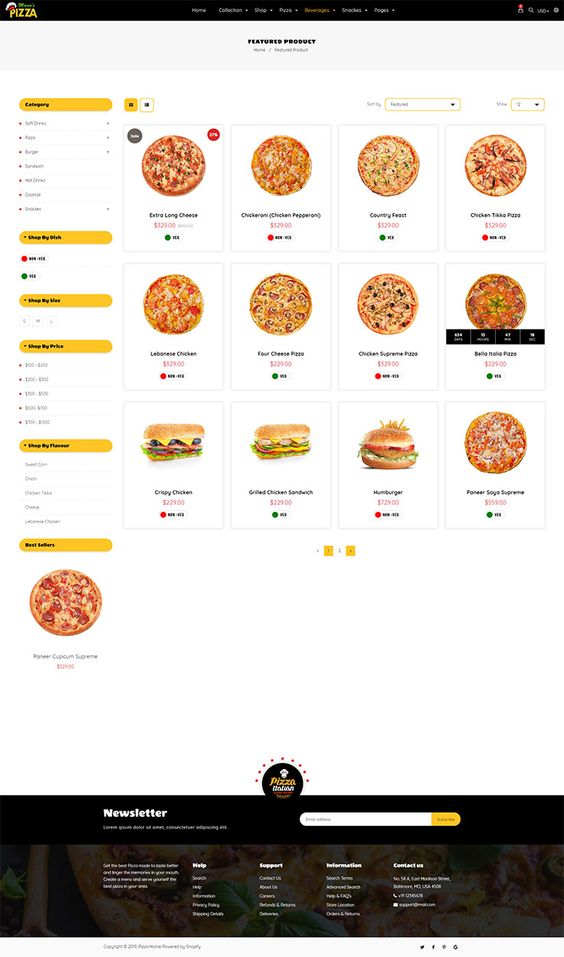 Mario's
PIZZA
Home Collection Shop Pizza Beverages Snackes Pages
USD
FEATURED PRODUCT
Home / Featured Product
Category
Soft Drinks
Pizza
Burger
Sandwich
Hot Drinks
Cocktail
Snackes
Shop By Dish
NON-VEG
VEG
Shop By Size
S M L
Shop By Price
$100 - $200
$200 - $300
$300 - $500
$500- $700
$700 - $1000
Shop By Flavour
Sweet Corn
Onion
Chicken Tikka
Cheese
Lebanese Chicken
Best Sellers
Paneer Cupicum Supreme
$329.00
Sort by Featured Show 12
Sale 27%
Extra Long Cheese
$329.00
VEG
Chickeroni (Chicken Pepperoni)
$329.00
NON-VEG
Country Feast
$329.00
VEG
Chicken Tikka Pizza
$329.00
NON-VEG
Lebanese Chicken
$329.00
NON-VEG
Four Cheese Pizza
$229.00
VEG
Chicken Supreme Pizza
$329.00
NON-VEG
634 15 47 18
DAYS HOURS MIN SEC
Bella Italia Pizza
$229.00
VEG
Crispy Chicken
$229.00
NON-VEG
Grilled Chicken Sandwich
$229.00
VEG
Humburger
$729.00
NON-VEG
Paneer Soya Supreme
$559.00
VEG
1 2
Pizza
Italian
Newsletter
Lorem ipsum dolor sit amet, consectetuer adipiscing elit.
Email address
Subscribe
Get the best Pizza made to taste better
and linger the memories in your mouth.
Create a menu and serve yourself the
best pizza in your area.
Help
Search
Help
Information
Privacy Policy
Shipping Details
Support
Contact Us
About Us
Careers
Refunds & Returns
Deliveries
Information
Search Terms
Advanced Search
Help & FAQ's
Store Location
Orders & Returns
Contact us
No. 58 A, East Madison Street,
Baltimore, MD, USA 4508
+91 12345678
support@mail.com
Copyright © 2019, Pizza Home Powered by Shopify